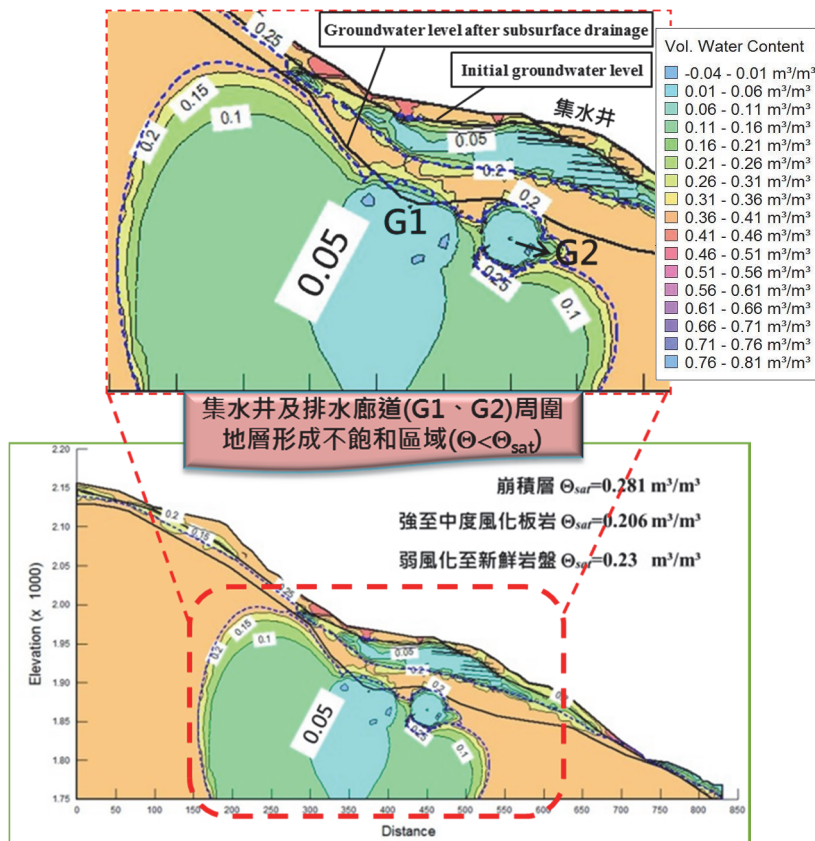 Groundwater level after subsurface drainage
Initial groundwater level
集水井
0.25
0.15
0.2
0.1
0.05
0.05
0.2
0.2
G1
G2
0.25
0.1
Vol. Water Content
-0.04 - 0.01 m³/m³
0.01 - 0.06 m³/m³
0.06 - 0.11 m³/m³
0.11 - 0.16 m³/m³
0.16 - 0.21 m³/m³
0.21 - 0.26 m³/m³
0.26 - 0.31 m³/m³
0.31 - 0.36 m³/m³
0.36 - 0.41 m³/m³
0.41 - 0.46 m³/m³
0.46 - 0.51 m³/m³
0.51 - 0.56 m³/m³
0.56 - 0.61 m³/m³
0.61 - 0.66 m³/m³
0.66 - 0.71 m³/m³
0.71 - 0.76 m³/m³
0.76 - 0.81 m³/m³
集水井及排水廊道(G1、G2)周圍
地層形成不飽和區域(Θ<Θsat)
崩積層 Θsat=0.281 m³/m³
強至中度風化板岩 Θsat=0.206 m³/m³
弱風化至新鮮岩盤 Θsat=0.23 m³/m³
Elevation (x 1000)
2.20
2.15
2.10
2.05
2.00
1.95
1.90
1.85
1.80
1.75
0.2
0.15
0.25
0.15
0.2
0.1
0.05
0.05
0.2
0.2
0.25
0.1
0 50 100 150 200 250 300 350 400 450 500 550 600 650 700 750 800 850
Distance